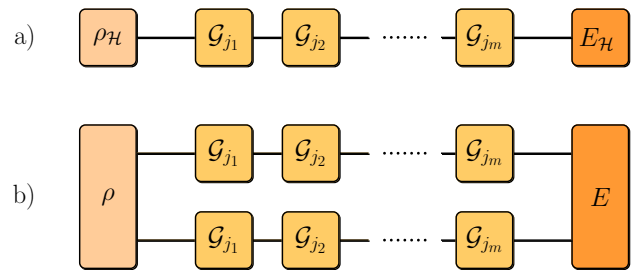 a) ρ_ℋ 𝒢_{j_1} 𝒢_{j_2} ······· 𝒢_{j_m} E_ℋ
𝒢_{j_1} 𝒢_{j_2} ······· 𝒢_{j_m}
b) ρ E
𝒢_{j_1} 𝒢_{j_2} ······· 𝒢_{j_m}